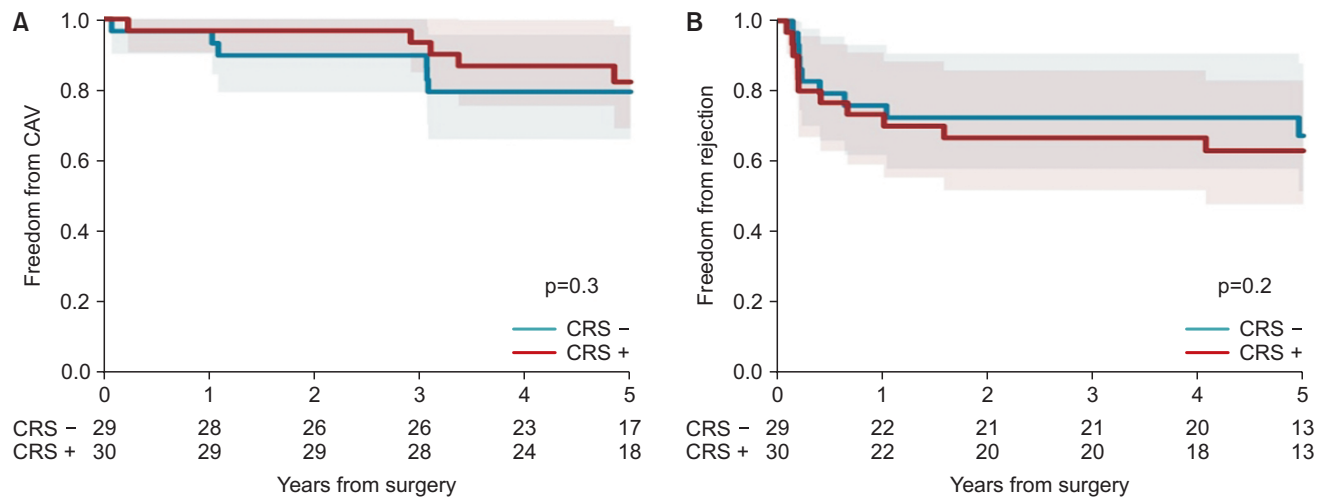 A
Freedom from CAV
1.0
0.8
0.6
0.4
0.2
0.0
p=0.3
CRS −
CRS +
0 1 2 3 4 5
CRS − 29 28 26 26 23 17
CRS + 30 29 29 28 24 18
Years from surgery
B
Freedom from rejection
1.0
0.8
0.6
0.4
0.2
0.0
p=0.2
CRS −
CRS +
0 1 2 3 4 5
CRS − 29 22 21 21 20 13
CRS + 30 22 20 20 18 13
Years from surgery